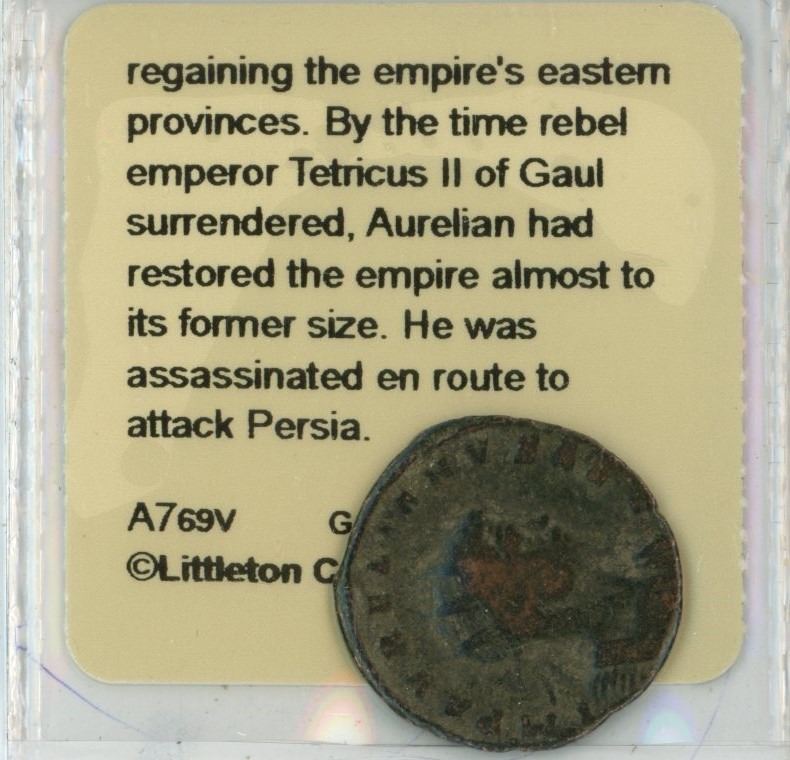 regaining the empire's eastern
provinces. By the time rebel
emperor Tetricus II of Gaul
surrendered, Aurelian had
restored the empire almost to
its former size. He was
assassinated en route to
attack Persia.
A769V G
©Littleton C